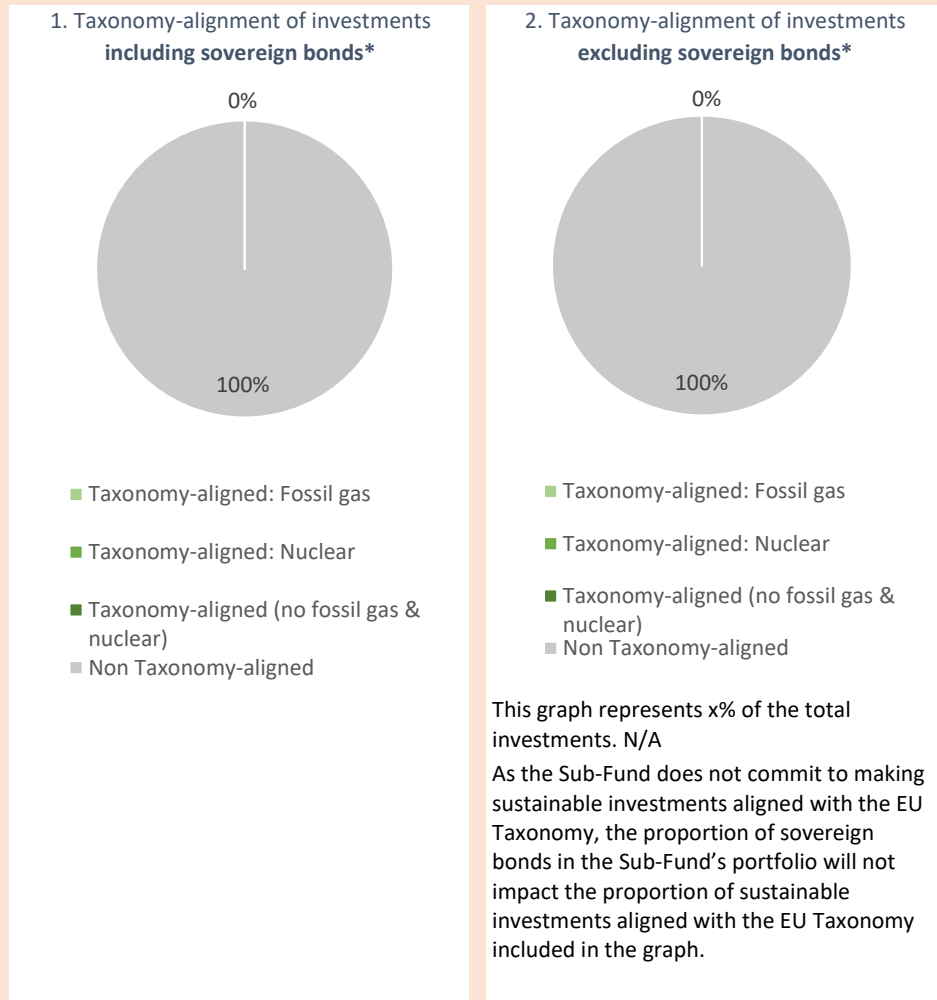 1. Taxonomy-alignment of investments
including sovereign bonds*
0%
100%
Taxonomy-aligned: Fossil gas
Taxonomy-aligned: Nuclear
Taxonomy-aligned (no fossil gas &
nuclear)
Non Taxonomy-aligned
2. Taxonomy-alignment of investments
excluding sovereign bonds*
0%
100%
Taxonomy-aligned: Fossil gas
Taxonomy-aligned: Nuclear
Taxonomy-aligned (no fossil gas &
nuclear)
Non Taxonomy-aligned
This graph represents x% of the total
investments. N/A
As the Sub-Fund does not commit to making
sustainable investments aligned with the EU
Taxonomy, the proportion of sovereign
bonds in the Sub-Fund’s portfolio will not
impact the proportion of sustainable
investments aligned with the EU Taxonomy
included in the graph.